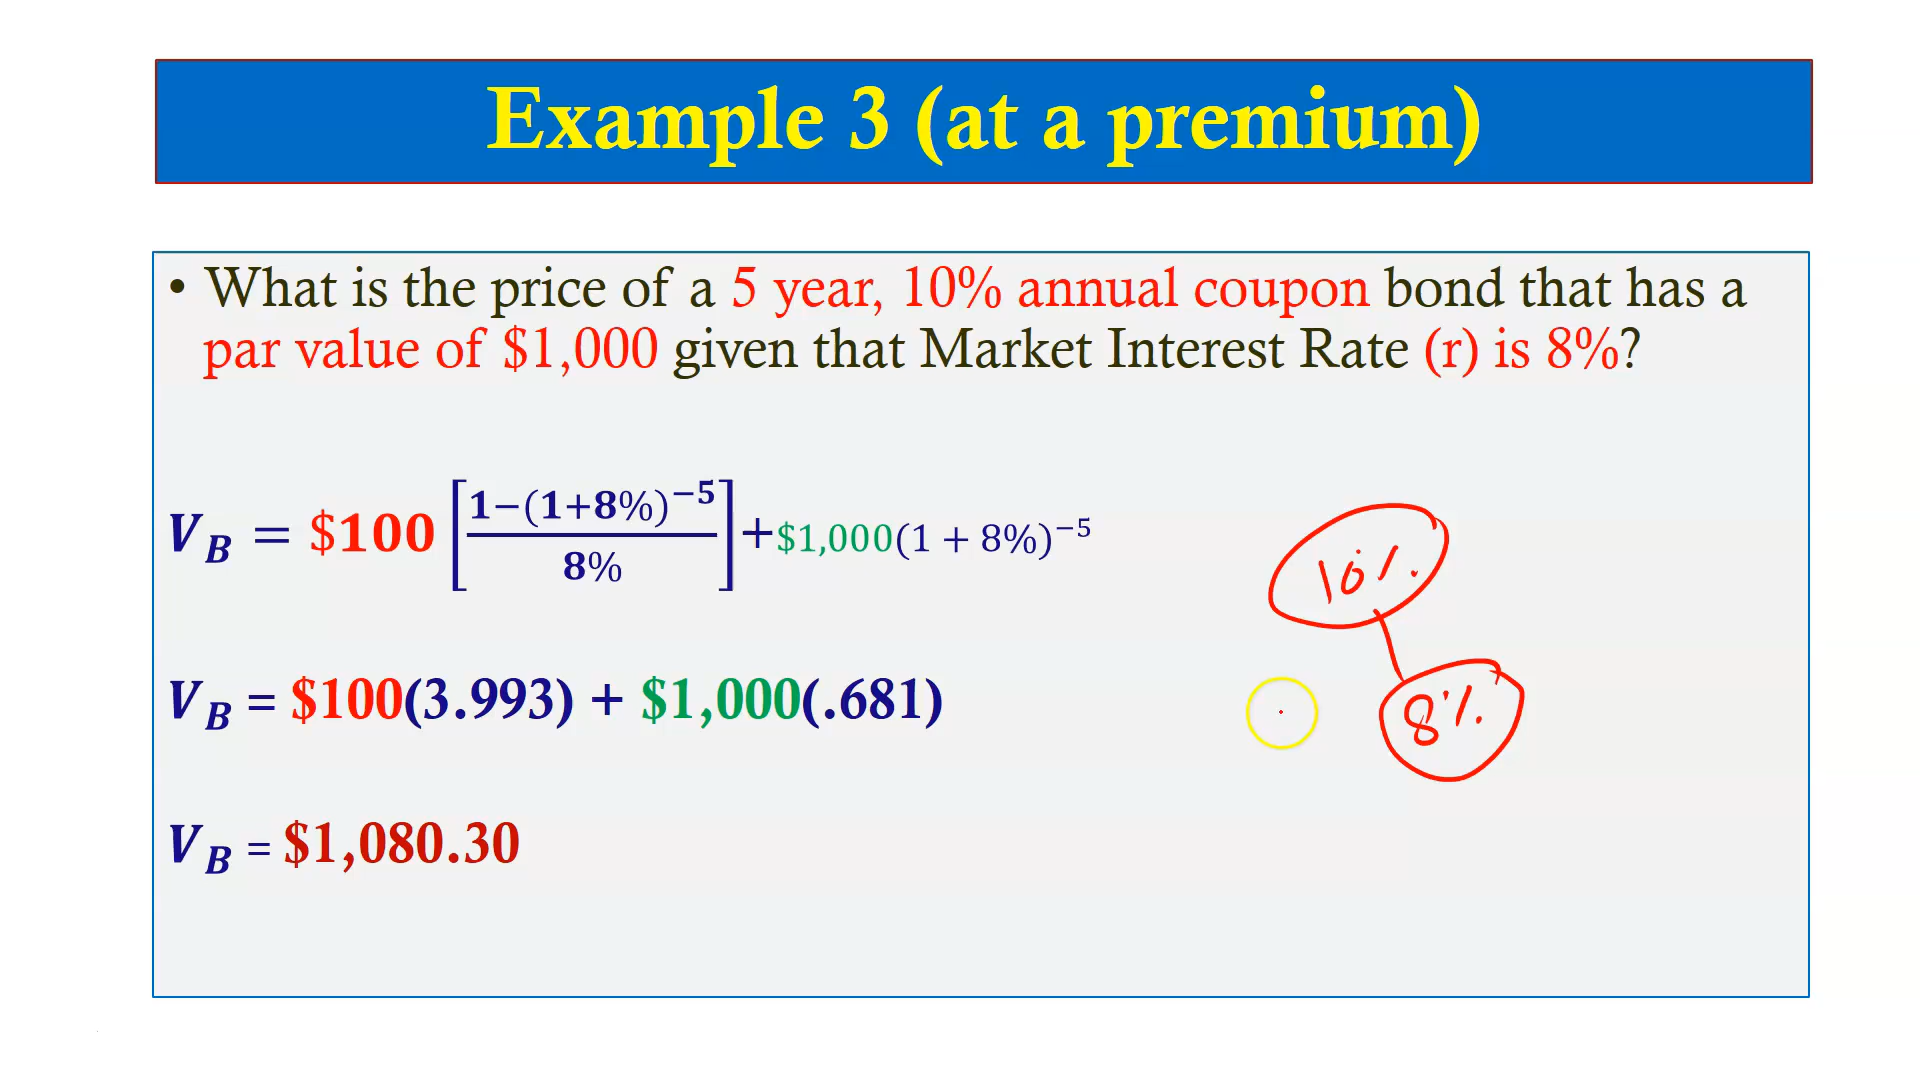 Example 3 (at a premium)
• What is the price of a 5 year, 10% annual coupon bond that has a
par value of $1,000 given that Market Interest Rate (r) is 8%?
V_B = $100 [(1−(1+8%)^−5)/8%] + $1,000(1 + 8%)^−5
10%.
V_B = $100(3.993) + $1,000(.681)
8%.
V_B = $1,080.30